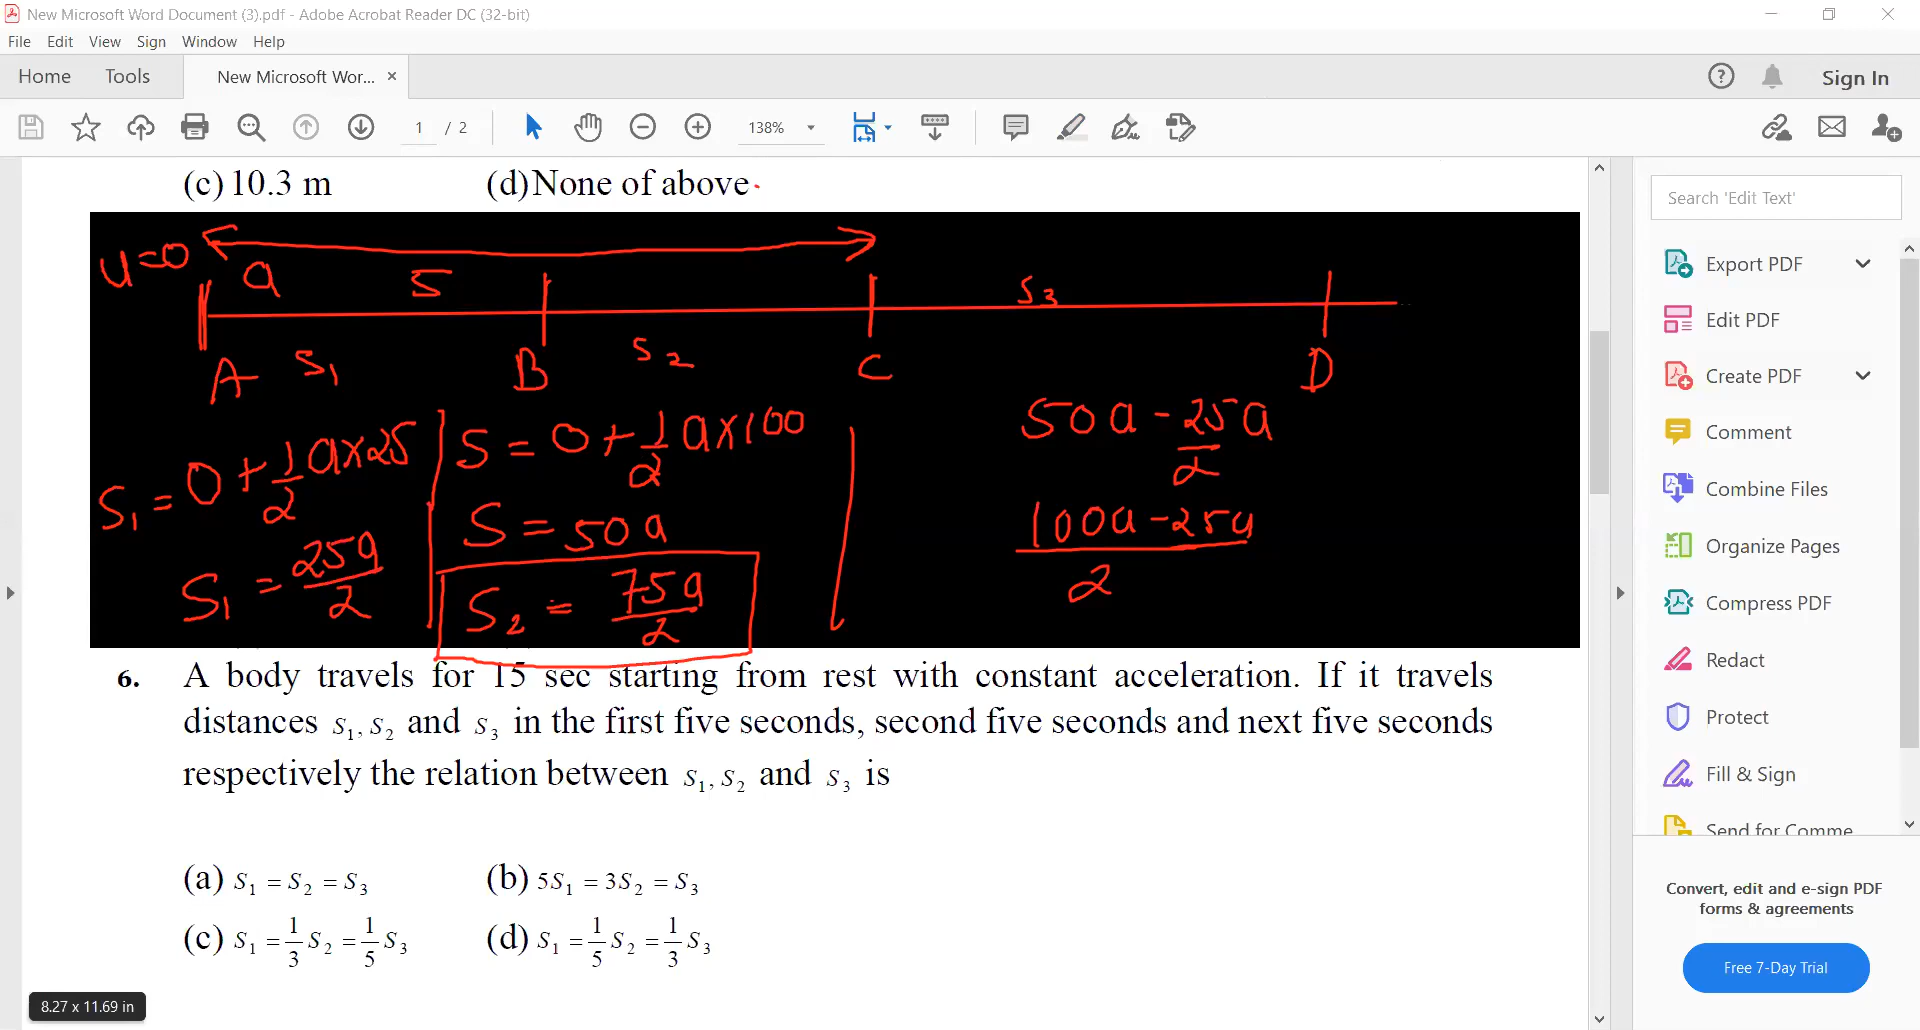 New Microsoft Word Document (3).pdf - Adobe Acrobat Reader DC (32-bit)
File Edit View Sign Window Help
Home Tools New Microsoft Wor... × Sign In
1 / 2 138%
(c) 10.3 m (d) None of above
u=0 a S S3
A S1 B S2 C D
S1 = 0 + 1/2 a×25
S1 = 25a/2
S = 0 + 1/2 a×100
S = 50a
S2 = 75a/2
50a - 25a/2
100a - 25a
2
6. A body travels for 15 sec starting from rest with constant acceleration. If it travels
distances S1, S2 and S3 in the first five seconds, second five seconds and next five seconds
respectively the relation between S1, S2 and S3 is
(a) S1 = S2 = S3 (b) 5S1 = 3S2 = S3
(c) S1 = 1/3 S2 = 1/5 S3 (d) S1 = 1/5 S2 = 1/3 S3
8.27 x 11.69 in
Search 'Edit Text'
Export PDF
Edit PDF
Create PDF
Comment
Combine Files
Organize Pages
Compress PDF
Redact
Protect
Fill & Sign
Send for Comme
Convert, edit and e-sign PDF
forms & agreements
Free 7-Day Trial